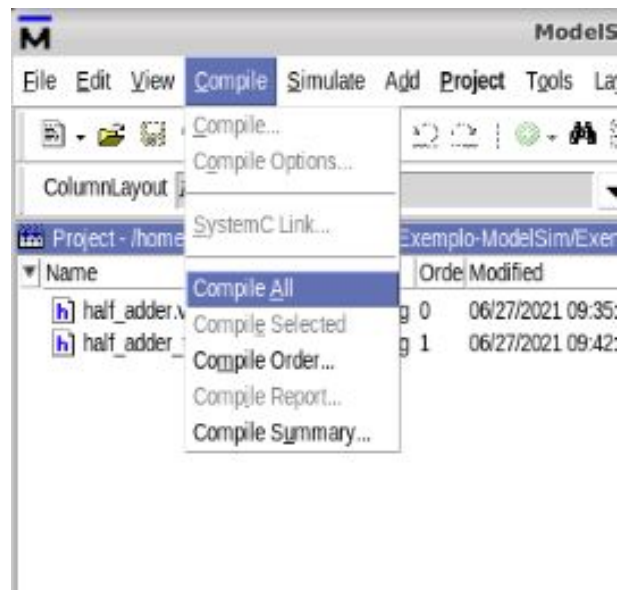 M
ModelS
File Edit View Compile Simulate Add Project Tools La
Compile...
Compile Options...
ColumnLayout
SystemC Link...
Project - /home Exemplo-ModelSim/Exer
Name Orde Modified
Compile All
half_adder.v g 0 06/27/2021 09:35:
Compile Selected
half_adder_ g 1 06/27/2021 09:42:
Compile Order...
Compile Report...
Compile Summary...